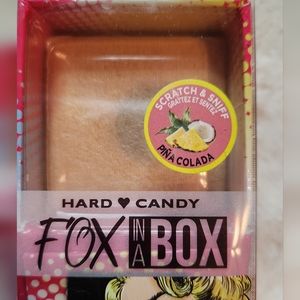 SCRATCH & SNIFF
GRATTEZ ET SENTEZ
PIÑA COLADA
HARD ♥ CANDY
FOX IN A BOX